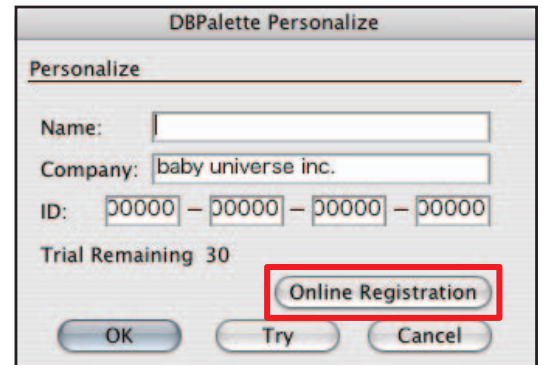 DBPalette Personalize
Personalize
Name:
Company: baby universe inc.
ID: 00000 – 00000 – 00000 – 00000
Trial Remaining 30
Online Registration
OK Try Cancel